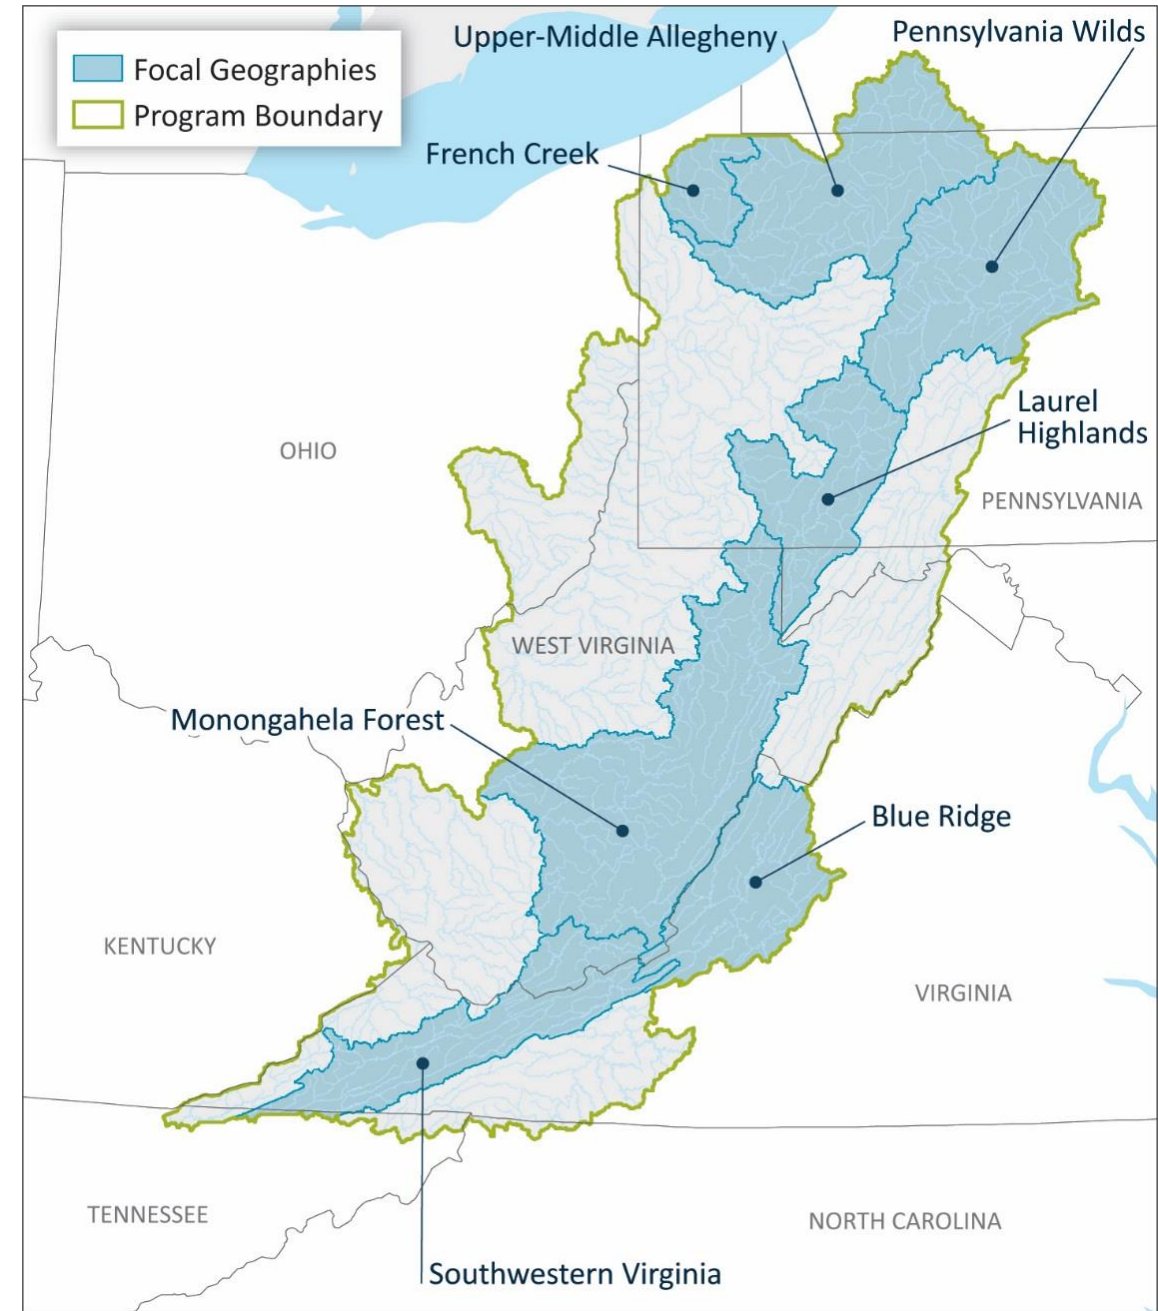 Upper-Middle Allegheny
Pennsylvania Wilds
Focal Geographies
Program Boundary
French Creek
Laurel
Highlands
OHIO
PENNSYLVANIA
WEST VIRGINIA
Monongahela Forest
Blue Ridge
KENTUCKY
VIRGINIA
TENNESSEE
NORTH CAROLINA
Southwestern Virginia